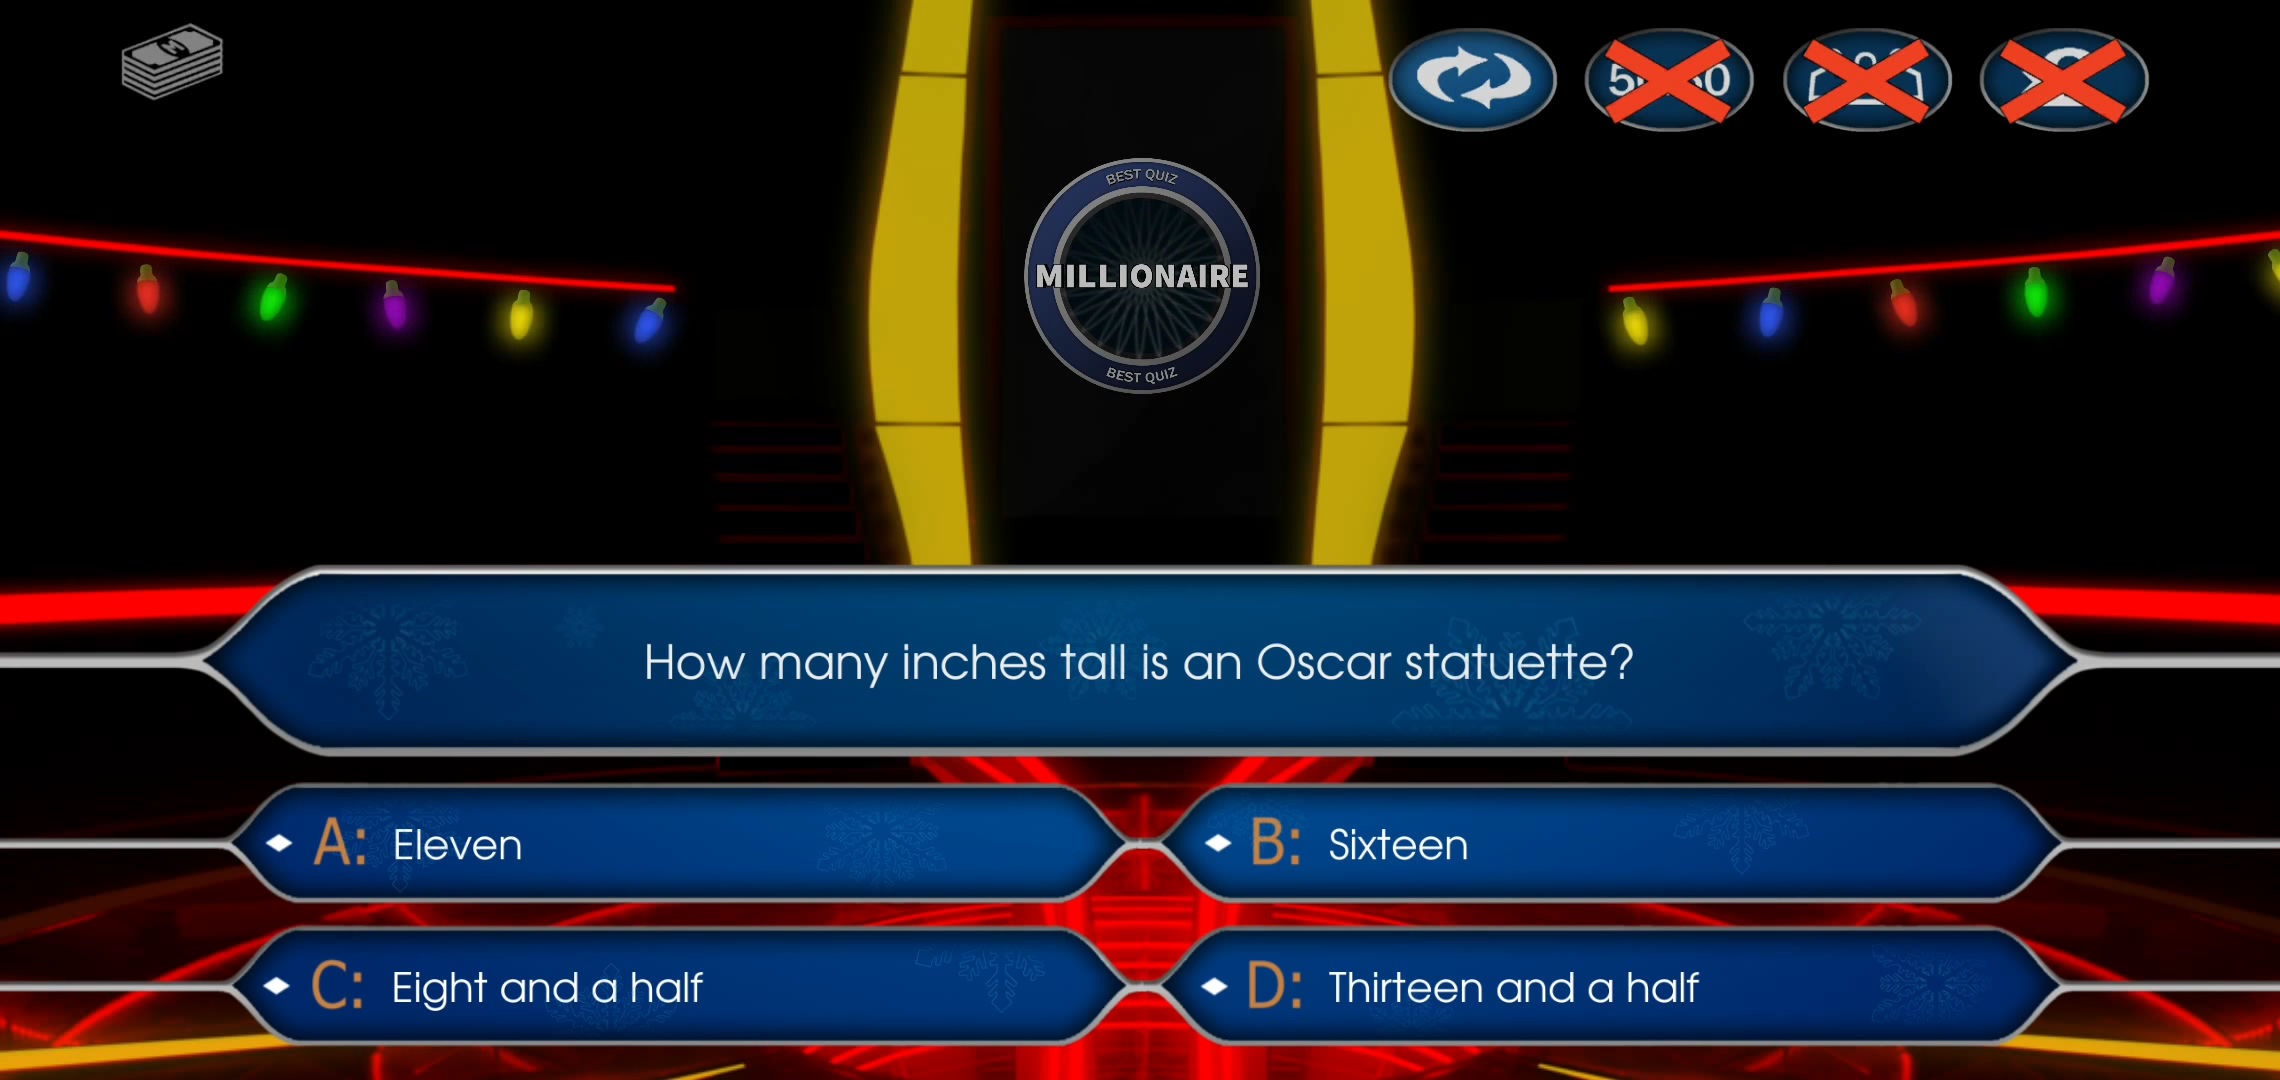 BEST QUIZ
MILLIONAIRE
BEST QUIZ
How many inches tall is an Oscar statuette?
A: Eleven
B: Sixteen
C: Eight and a half
D: Thirteen and a half